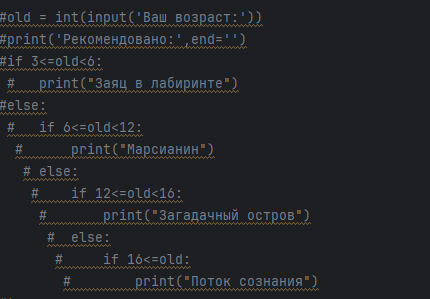 #old = int(input('Ваш возраст:'))
#print('Рекомендовано:',end='')
#if 3<=old<6:
 #   print("Заяц в лабиринте")
#else:
 #   if 6<=old<12:
  #      print("Марсианин")
   # else:
    #    if 12<=old<16:
     #       print("Загадачный остров")
      #  else:
       #     if 16<=old:
        #        print("Поток сознания")